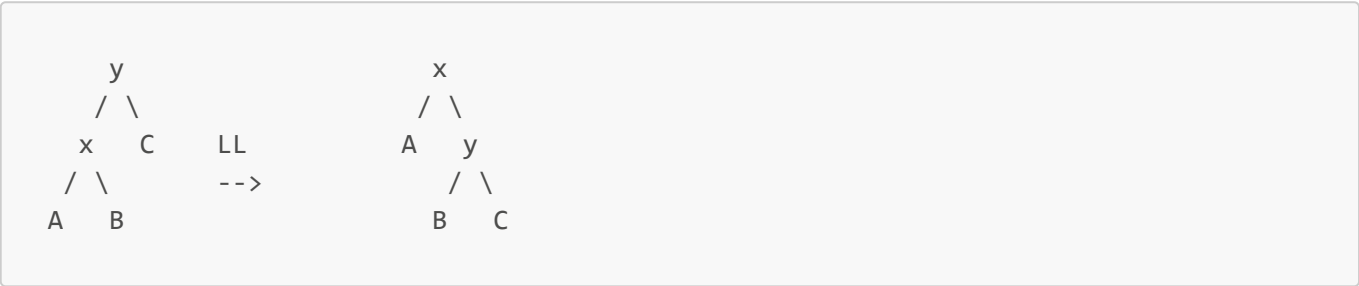 y                    x
   / \                  / \
  x   C    LL          A   y
 / \       -->            / \
A   B                    B   C